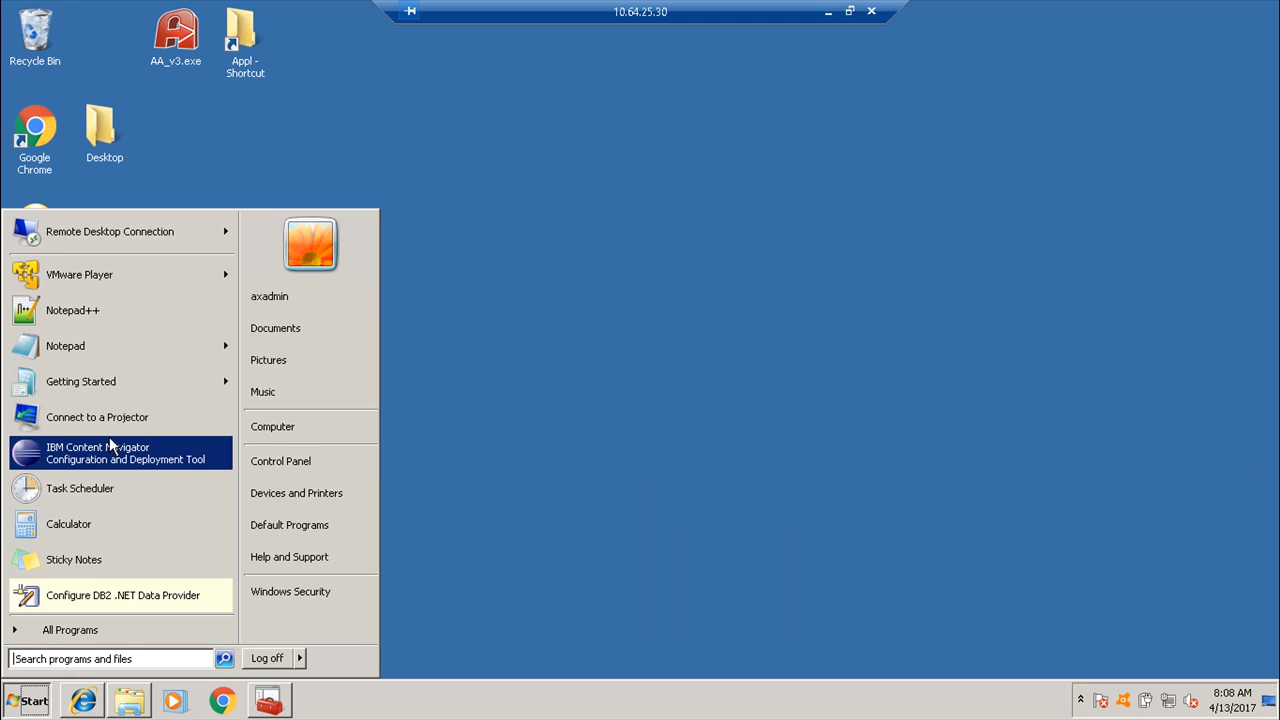 10.64.25.30
Recycle Bin
AA_v3.exe
Appl -
Shortcut
Google
Chrome
Desktop
Remote Desktop Connection
VMware Player
Notepad++
Notepad
Getting Started
Connect to a Projector
IBM Content Navigator
Configuration and Deployment Tool
Task Scheduler
Calculator
Sticky Notes
Configure DB2 .NET Data Provider
All Programs
Search programs and files
axadmin
Documents
Pictures
Music
Computer
Control Panel
Devices and Printers
Default Programs
Help and Support
Windows Security
Log off
Start
8:08 AM
4/13/2017